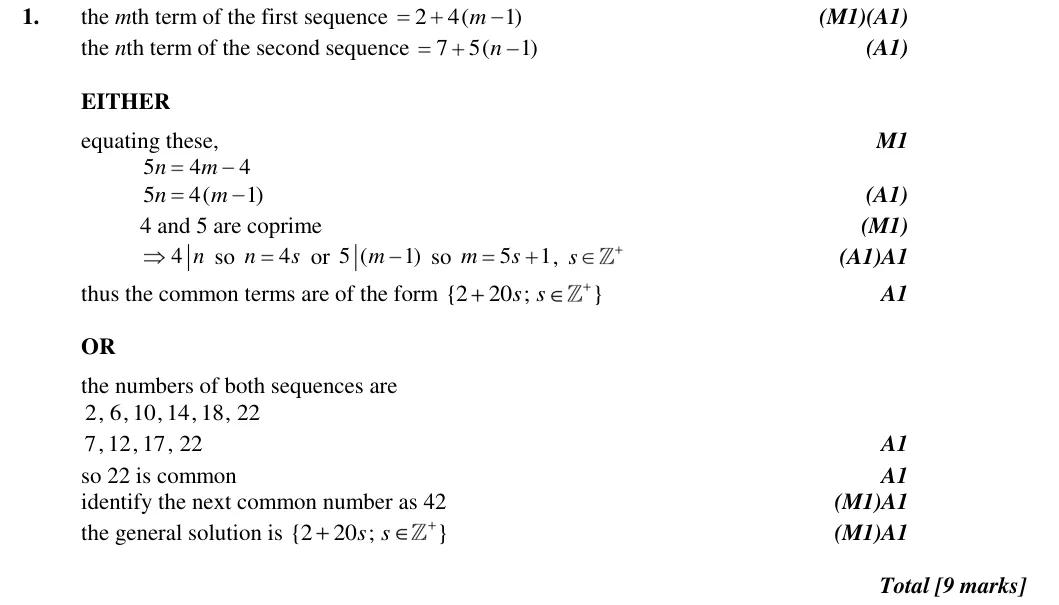 1. the mth term of the first sequence = 2 + 4(m − 1) (M1)(A1)
the nth term of the second sequence = 7 + 5(n − 1) (A1)
EITHER
equating these, M1
5n = 4m − 4
5n = 4(m − 1) (A1)
4 and 5 are coprime (M1)
⇒ 4|n so n = 4s or 5|(m − 1) so m = 5s + 1, s ∈ ℤ⁺ (A1)A1
thus the common terms are of the form {2 + 20s; s ∈ ℤ⁺} A1
OR
the numbers of both sequences are
2, 6, 10, 14, 18, 22
7, 12, 17, 22 A1
so 22 is common A1
identify the next common number as 42 (M1)A1
the general solution is {2 + 20s; s ∈ ℤ⁺} (M1)A1
Total [9 marks]